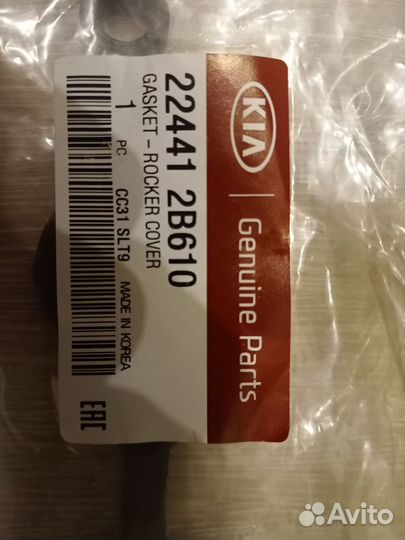 KIA
Genuine Parts
22441 2B610
GASKET - ROCKER COVER
1 PC CC31 SLT9 MADE IN KOREA
EAC
Avito